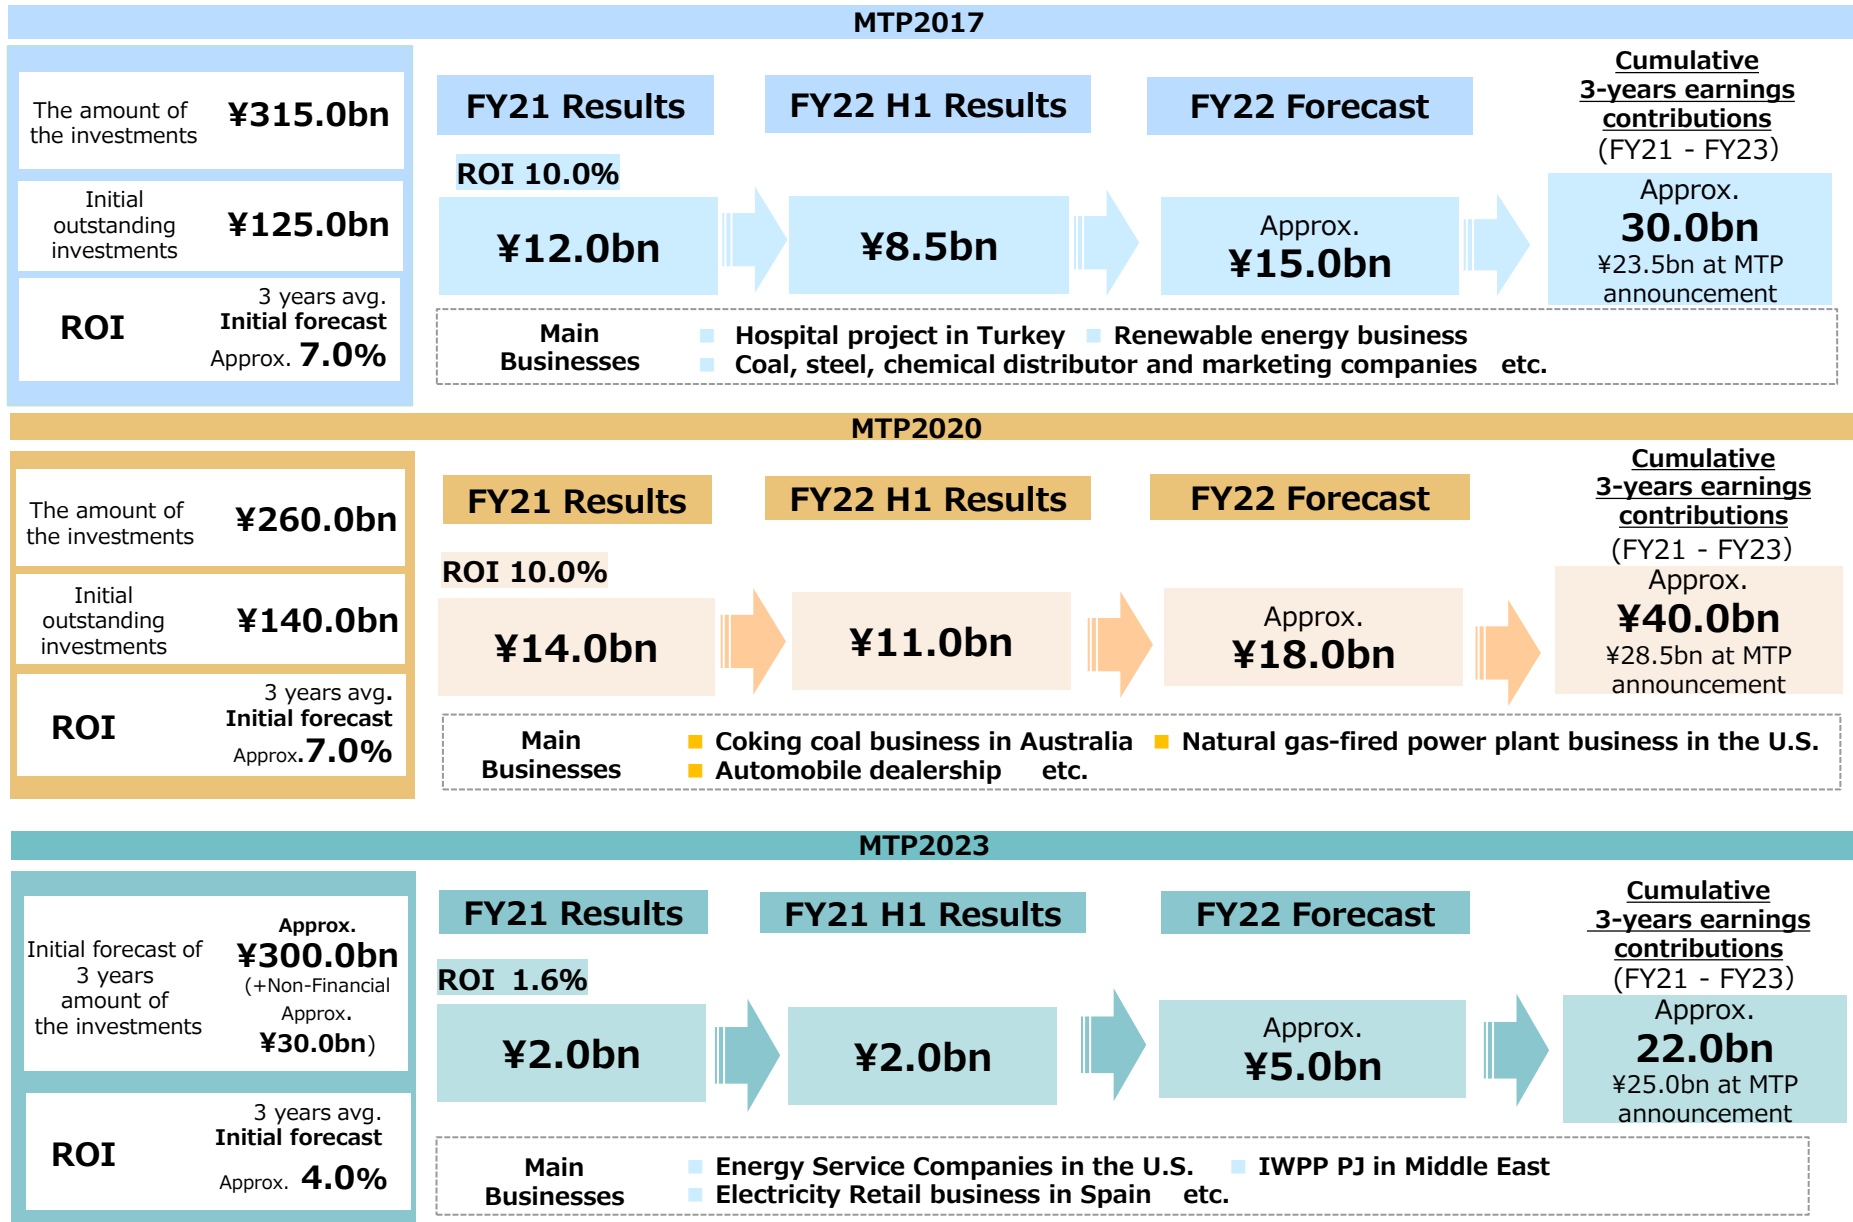 MTP2017
The amount of
the investments
¥315.0bn
Initial
outstanding
investments
¥125.0bn
ROI
3 years avg.
Initial forecast
Approx. 7.0%
FY21 Results
FY22 H1 Results
FY22 Forecast
Cumulative
3-years earnings
contributions
(FY21 - FY23)
ROI 10.0%
¥12.0bn
¥8.5bn
Approx.
¥15.0bn
Approx.
30.0bn
¥23.5bn at MTP
announcement
Main
Businesses
Hospital project in Turkey
Renewable energy business
Coal, steel, chemical distributor and marketing companies etc.
MTP2020
The amount of
the investments
¥260.0bn
Initial
outstanding
investments
¥140.0bn
ROI
3 years avg.
Initial forecast
Approx.7.0%
FY21 Results
FY22 H1 Results
FY22 Forecast
Cumulative
3-years earnings
contributions
(FY21 - FY23)
ROI 10.0%
¥14.0bn
¥11.0bn
Approx.
¥18.0bn
Approx.
¥40.0bn
¥28.5bn at MTP
announcement
Main
Businesses
Coking coal business in Australia
Natural gas-fired power plant business in the U.S.
Automobile dealership etc.
MTP2023
Initial forecast of
3 years
amount of
the investments
Approx.
¥300.0bn
(+Non-Financial
Approx.
¥30.0bn)
ROI
3 years avg.
Initial forecast
Approx. 4.0%
FY21 Results
FY21 H1 Results
FY22 Forecast
Cumulative
3-years earnings
contributions
(FY21 - FY23)
ROI 1.6%
¥2.0bn
¥2.0bn
Approx.
¥5.0bn
Approx.
22.0bn
¥25.0bn at MTP
announcement
Main
Businesses
Energy Service Companies in the U.S.
IWPP PJ in Middle East
Electricity Retail business in Spain etc.